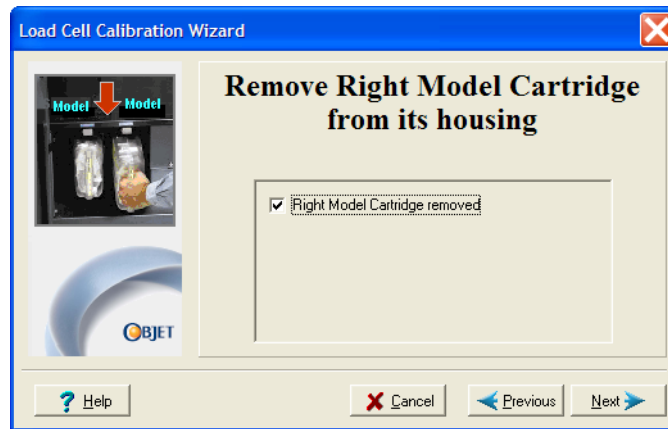 Load Cell Calibration Wizard
Model Model
Remove Right Model Cartridge
from its housing
Right Model Cartridge removed
OBJET
? Help
Cancel
Previous
Next